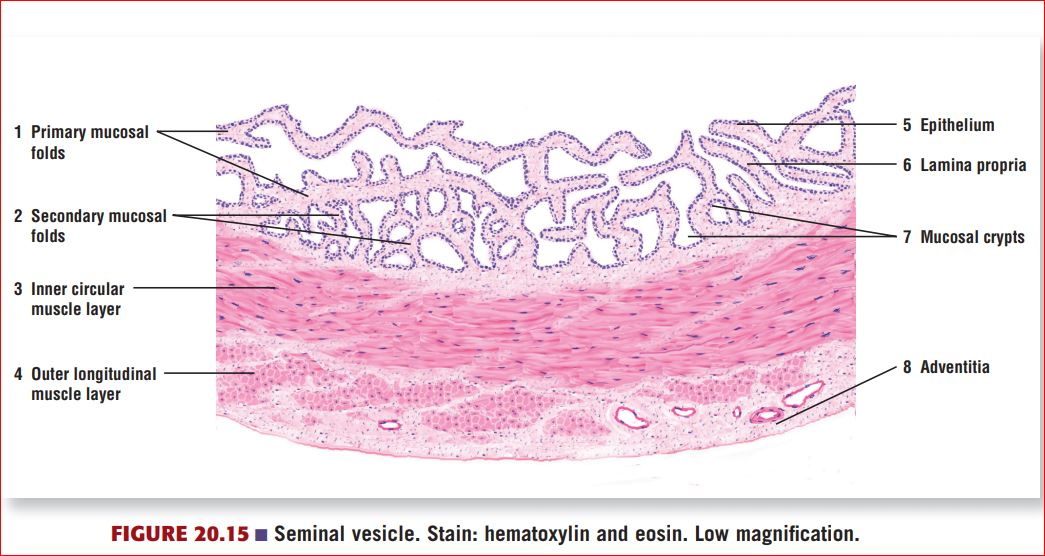 1 Primary mucosal
folds
2 Secondary mucosal
folds
3 Inner circular
muscle layer
4 Outer longitudinal
muscle layer
5 Epithelium
6 Lamina propria
7 Mucosal crypts
8 Adventitia
FIGURE 20.15 ■ Seminal vesicle. Stain: hematoxylin and eosin. Low magnification.